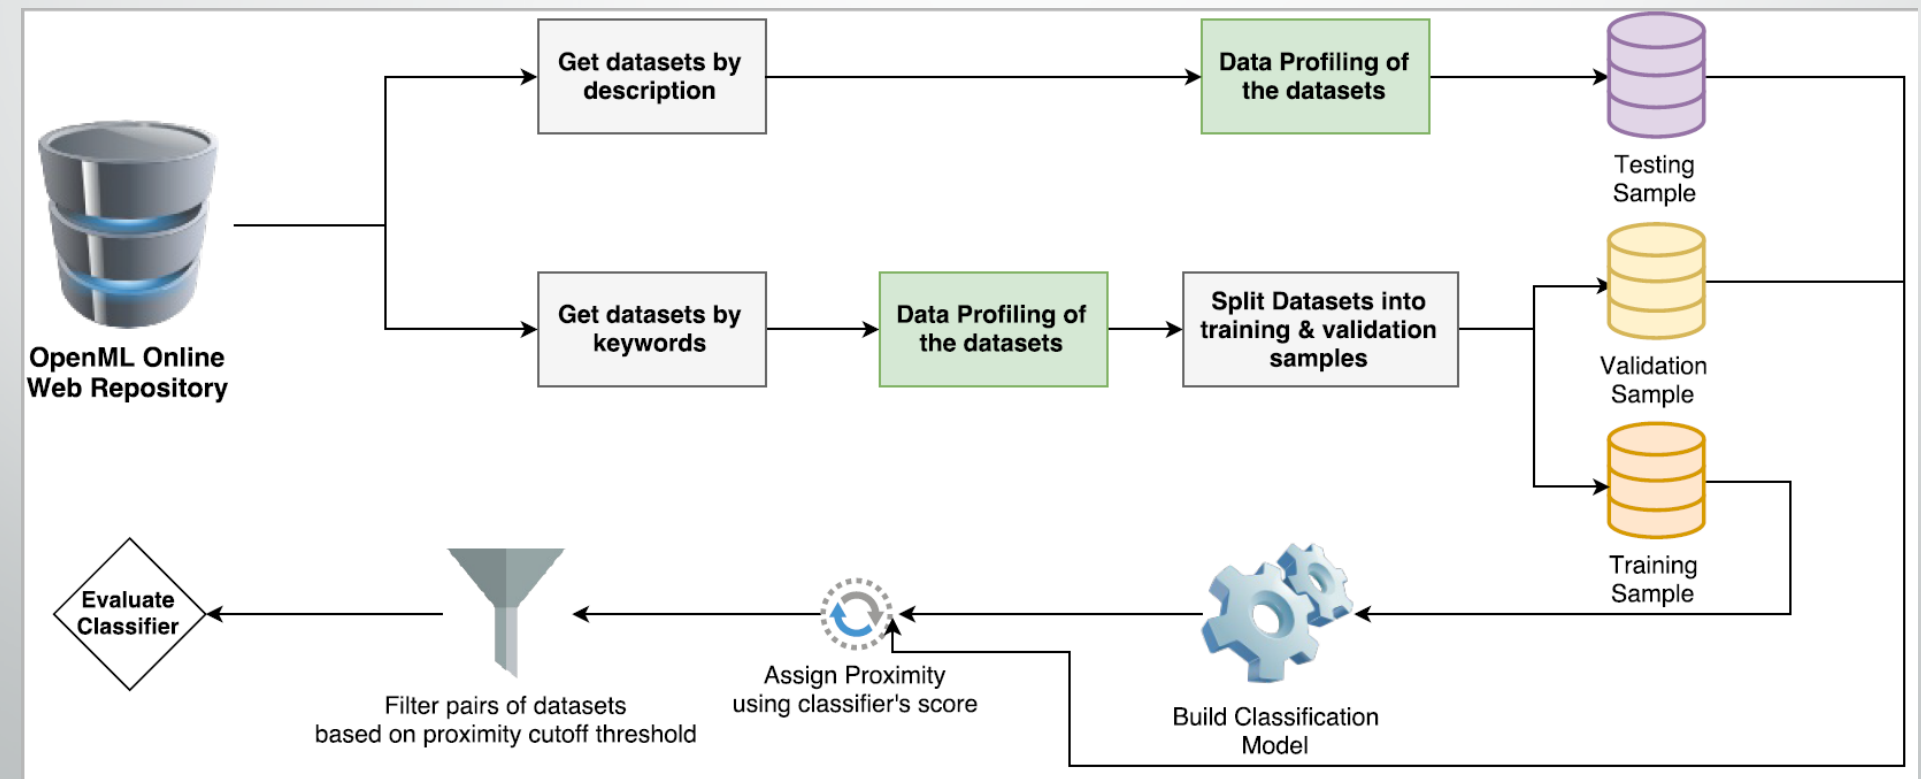 Get datasets by
description
Data Profiling of
the datasets
Testing
Sample
OpenML Online
Web Repository
Get datasets by
keywords
Data Profiling of
the datasets
Split Datasets into
training & validation
samples
Validation
Sample
Training
Sample
Evaluate
Classifier
Filter pairs of datasets
based on proximity cutoff threshold
Assign Proximity
using classifier's score
Build Classification
Model